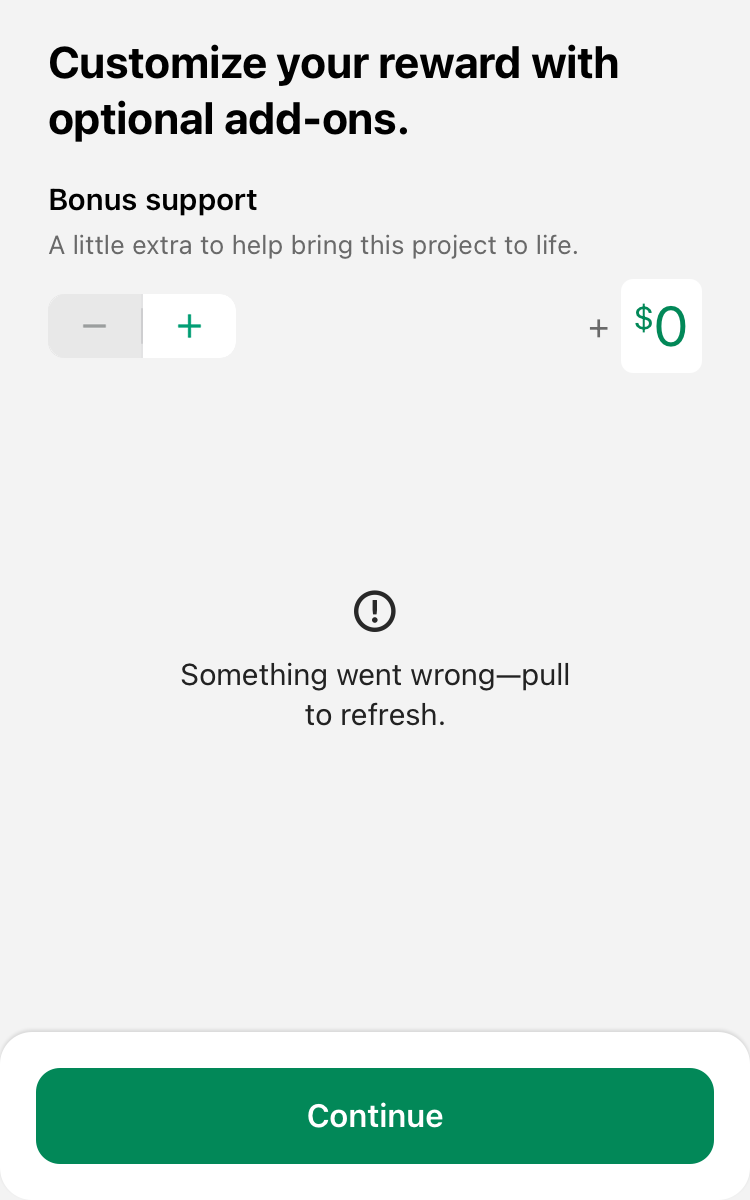 Customize your reward with
optional add-ons.
Bonus support
A little extra to help bring this project to life.
− + + $0
Something went wrong—pull
to refresh.
Continue